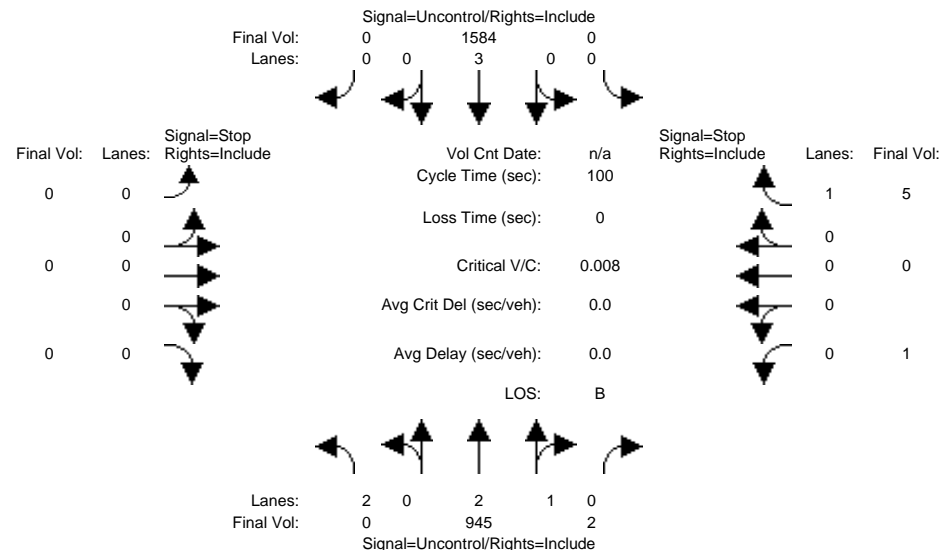 Signal=Uncontrol/Rights=Include
Final Vol: 0 1584 0
Lanes: 0 0 3 0 0
Signal=Stop
Final Vol: Lanes: Rights=Include
Vol Cnt Date: n/a
Signal=Stop
Rights=Include Lanes: Final Vol:
Cycle Time (sec): 100
0 0
1 5
Loss Time (sec): 0
0
0
0 0
Critical V/C: 0.008
0 0
0
Avg Crit Del (sec/veh): 0.0
0
0 0
Avg Delay (sec/veh): 0.0
0 1
LOS: B
Lanes: 2 0 2 1 0
Final Vol: 0 945 2
Signal=Uncontrol/Rights=Include